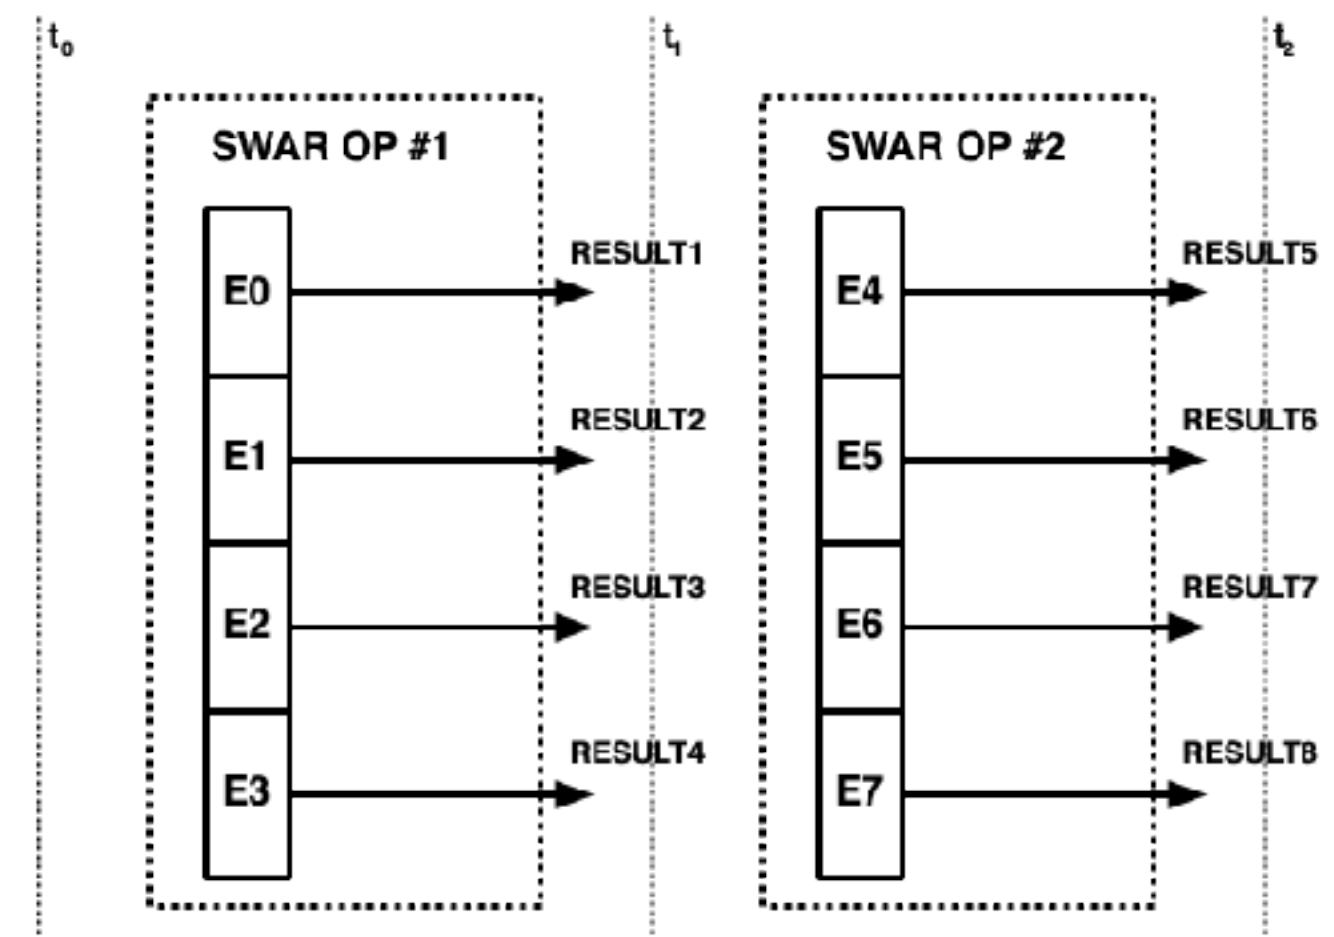 t0
t1
t2
SWAR OP #1
SWAR OP #2
RESULT1
RESULT5
E0
E4
RESULT2
RESULT6
E1
E5
RESULT3
RESULT7
E2
E6
RESULT4
RESULT8
E3
E7